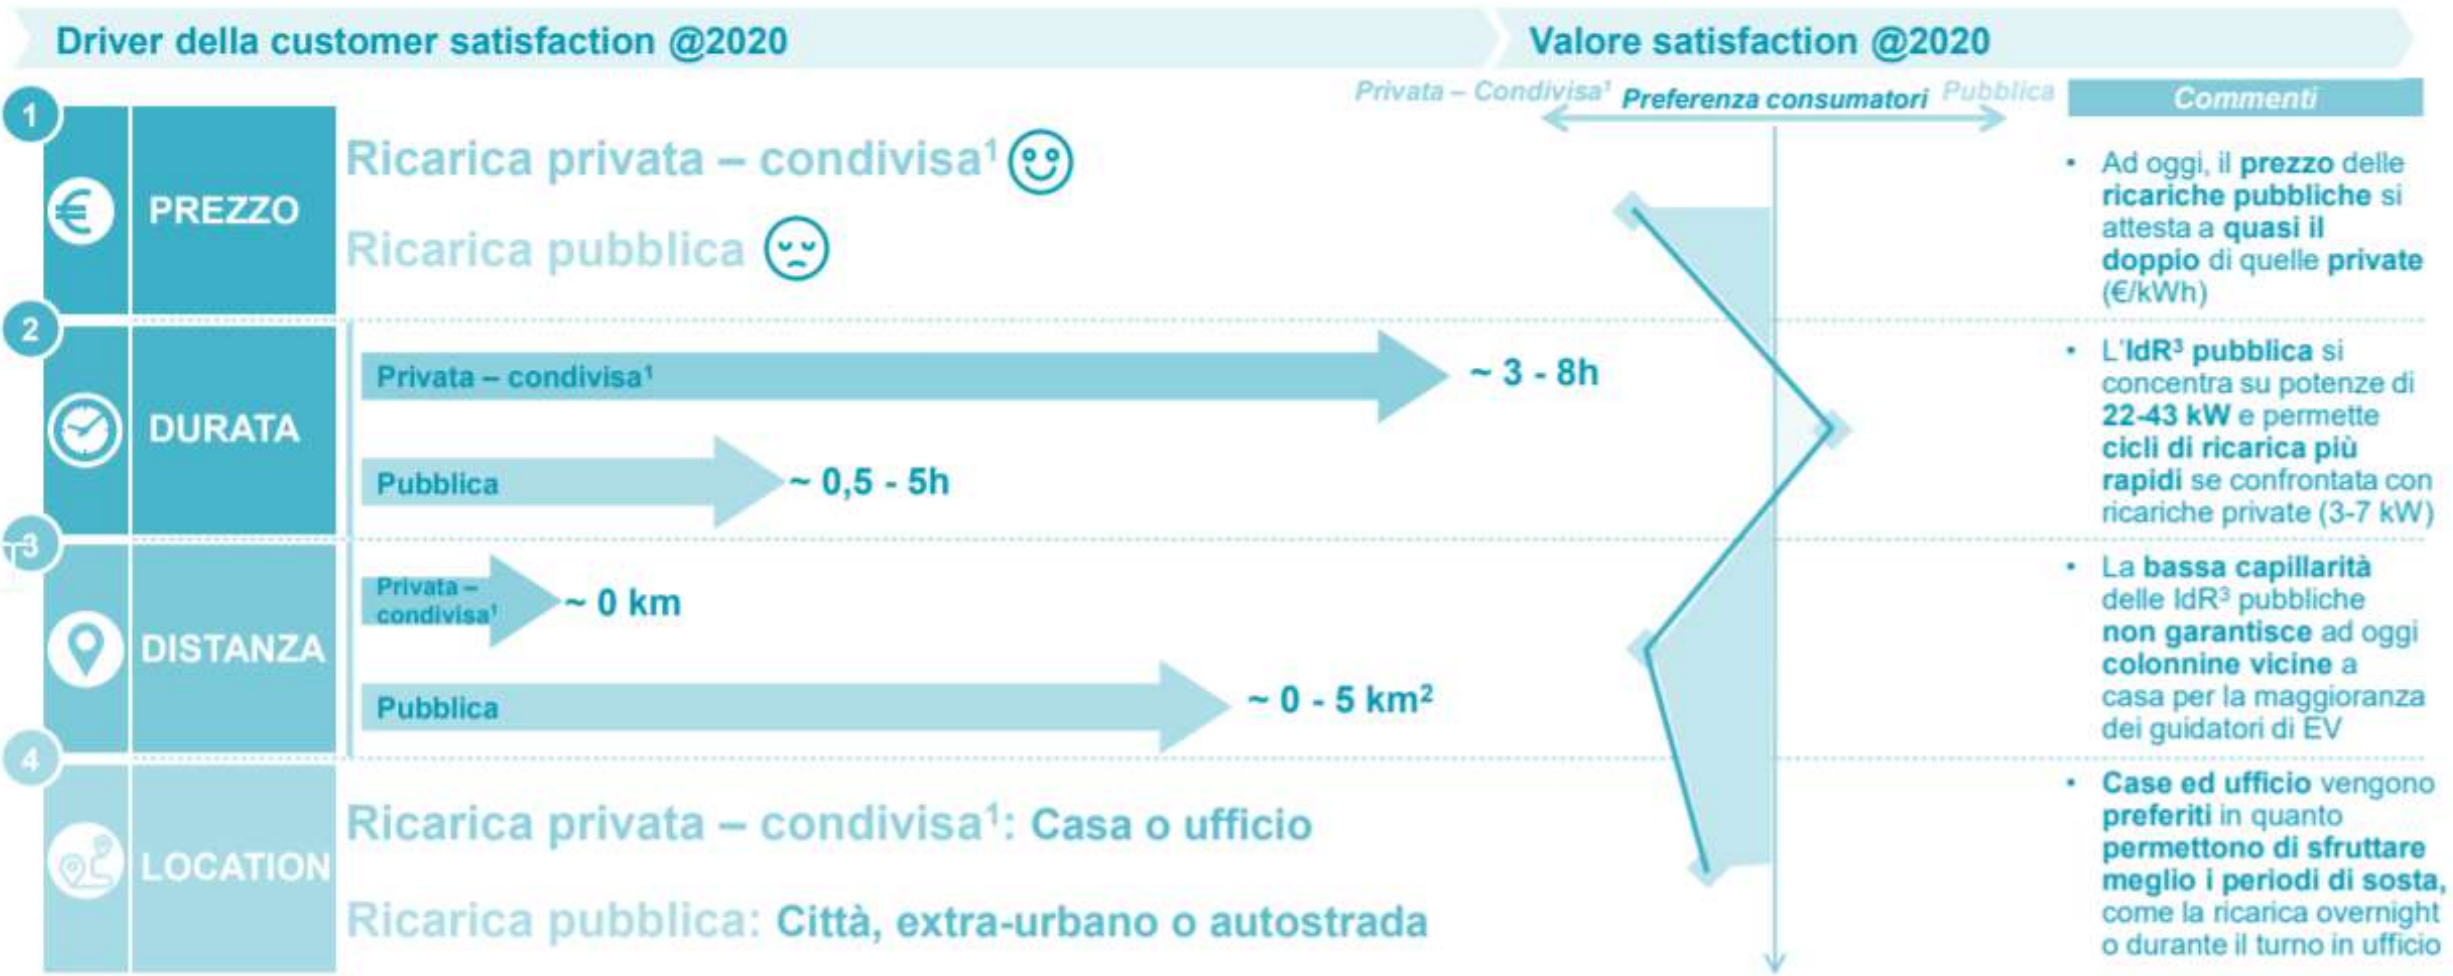 Driver della customer satisfaction @2020
Valore satisfaction @2020
Privata – Condivisa¹
Preferenza consumatori
Pubblica
Commenti
1
€
PREZZO
Ricarica privata – condivisa¹
Ricarica pubblica
• Ad oggi, il prezzo delle
ricariche pubbliche si
attesta a quasi il
doppio di quelle private
(€/kWh)
2
DURATA
Privata – condivisa¹
~ 3 - 8h
Pubblica
~ 0,5 - 5h
• L'IdR³ pubblica si
concentra su potenze di
22-43 kW e permette
cicli di ricarica più
rapidi se confrontata con
ricariche private (3-7 kW)
3
DISTANZA
Privata –
condivisa¹
~ 0 km
Pubblica
~ 0 - 5 km²
• La bassa capillarità
delle IdR³ pubbliche
non garantisce ad oggi
colonnine vicine a
casa per la maggioranza
dei guidatori di EV
4
LOCATION
Ricarica privata – condivisa¹: Casa o ufficio
Ricarica pubblica: Città, extra-urbano o autostrada
• Case ed ufficio vengono
preferiti in quanto
permettono di sfruttare
meglio i periodi di sosta,
come la ricarica overnight
o durante il turno in ufficio